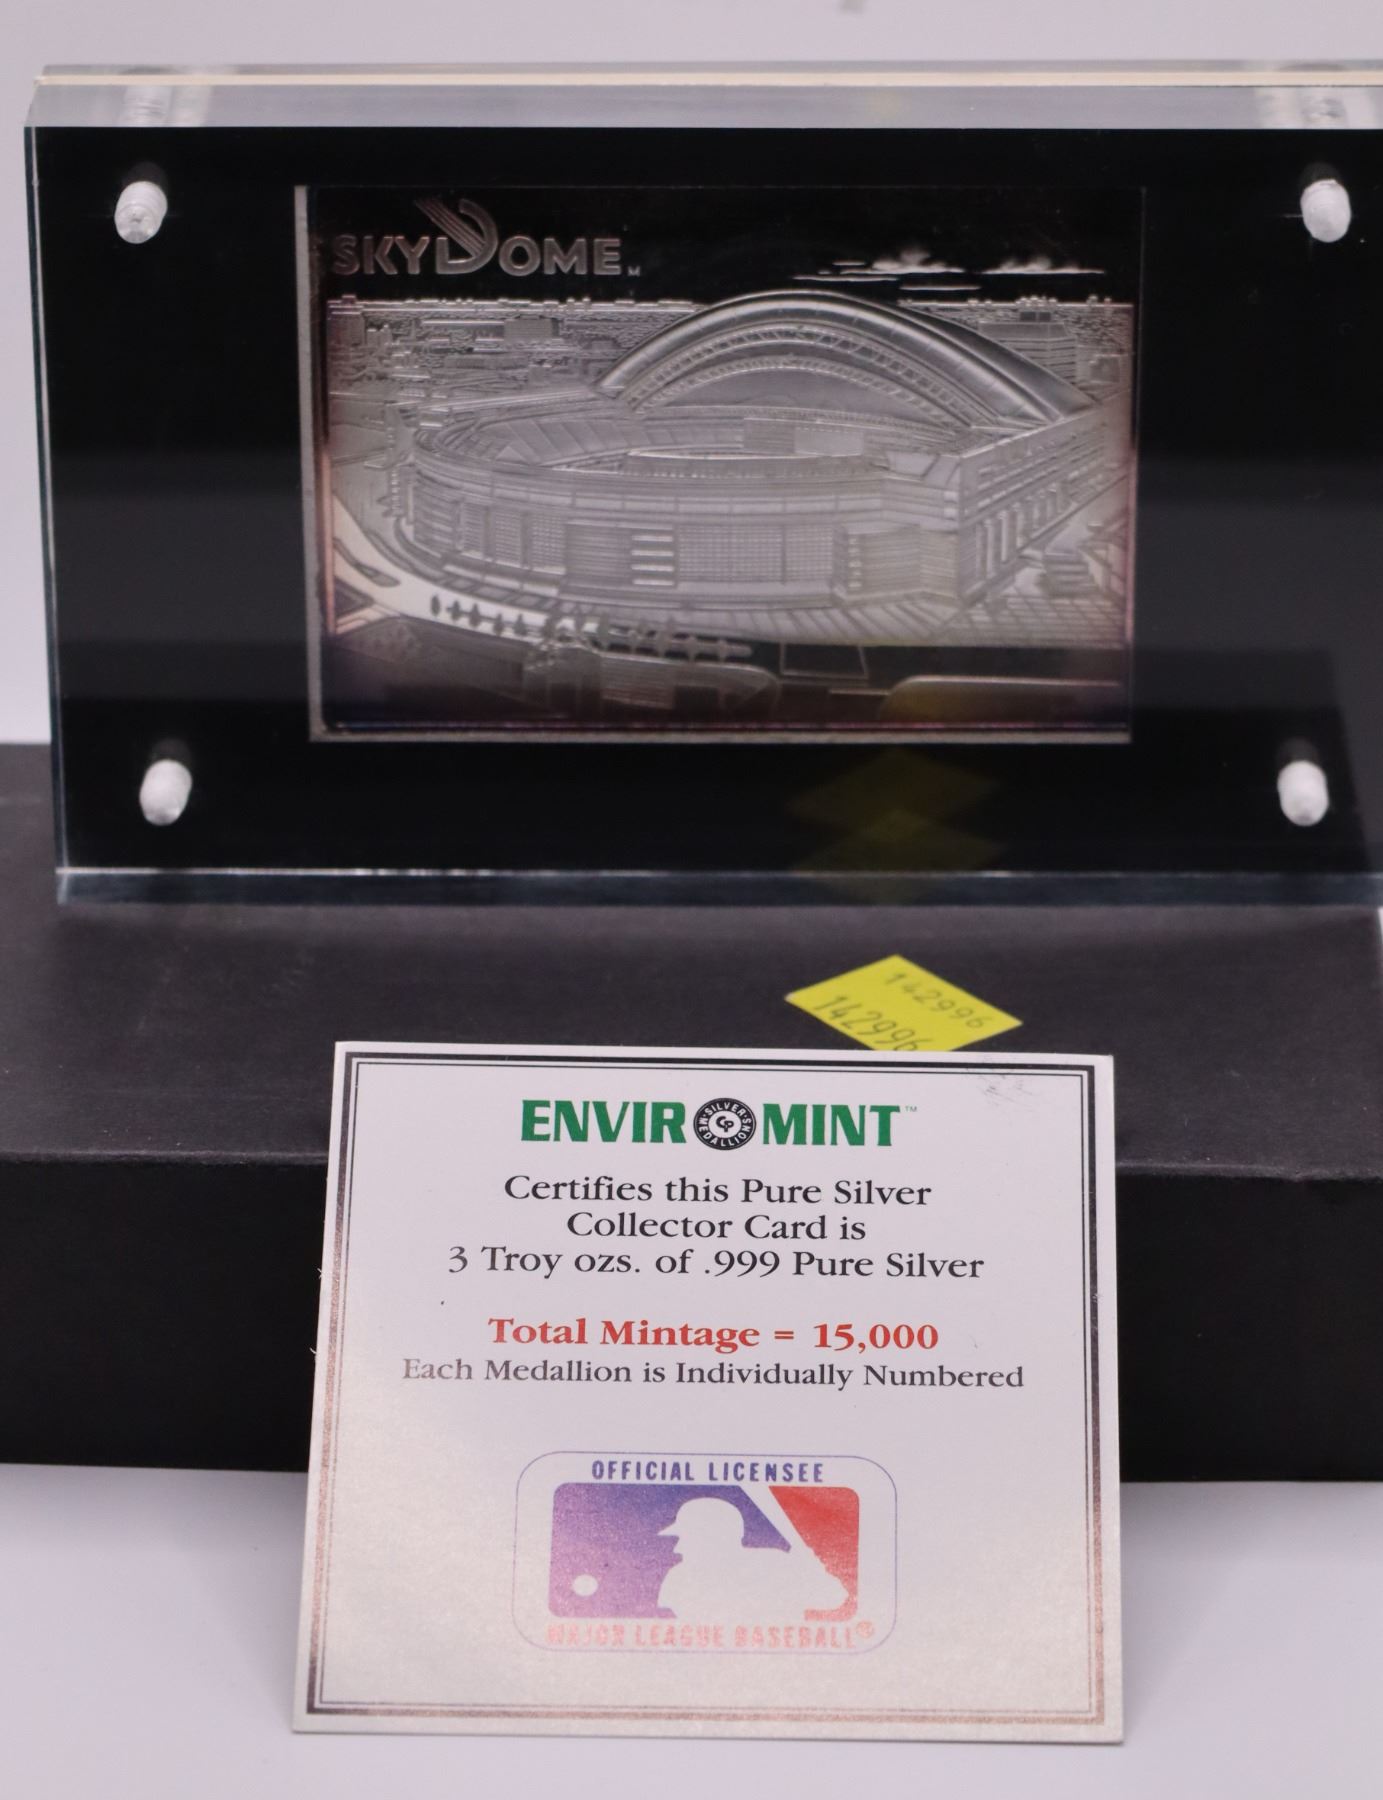 SKYDOME
142996
142996
ENVIROMINT™
SILVER
MEDALLIONS
Certifies this Pure Silver
Collector Card is
3 Troy ozs. of .999 Pure Silver
Total Mintage = 15,000
Each Medallion is Individually Numbered
OFFICIAL LICENSEE
MAJOR LEAGUE BASEBALL®